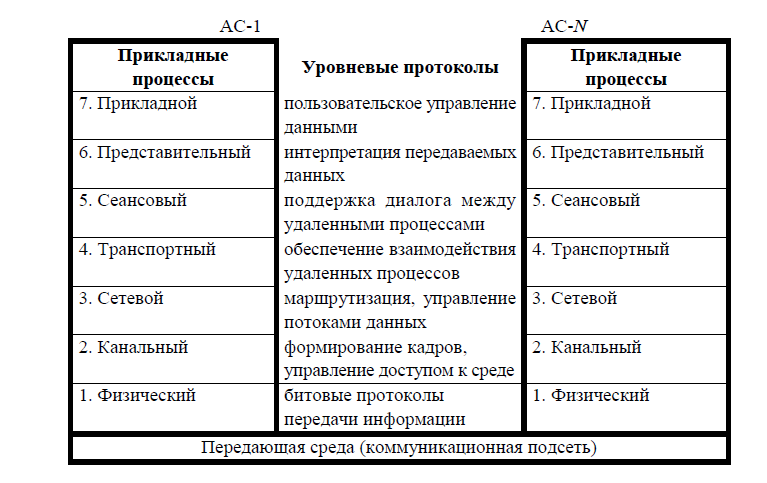 АС-1 АС-N
Прикладные
процессы
Уровневые протоколы
Прикладные
процессы
7. Прикладной
пользовательское управление
данными
7. Прикладной
6. Представительный
интерпретация передаваемых
данных
6. Представительный
5. Сеансовый
поддержка диалога между
удаленными процессами
5. Сеансовый
4. Транспортный
обеспечение взаимодействия
удаленных процессов
4. Транспортный
3. Сетевой
маршрутизация, управление
потоками данных
3. Сетевой
2. Канальный
формирование кадров,
управление доступом к среде
2. Канальный
1. Физический
битовые протоколы
передачи информации
1. Физический
Передающая среда (коммуникационная подсеть)